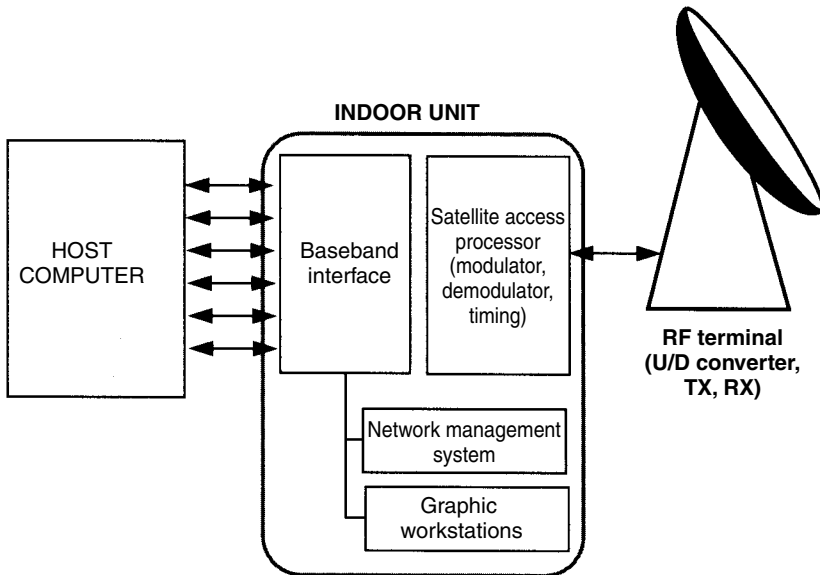 INDOOR UNIT
HOST
COMPUTER
Baseband
interface
Satellite access
processor
(modulator,
demodulator,
timing)
RF terminal
(U/D converter,
TX, RX)
Network management
system
Graphic
workstations